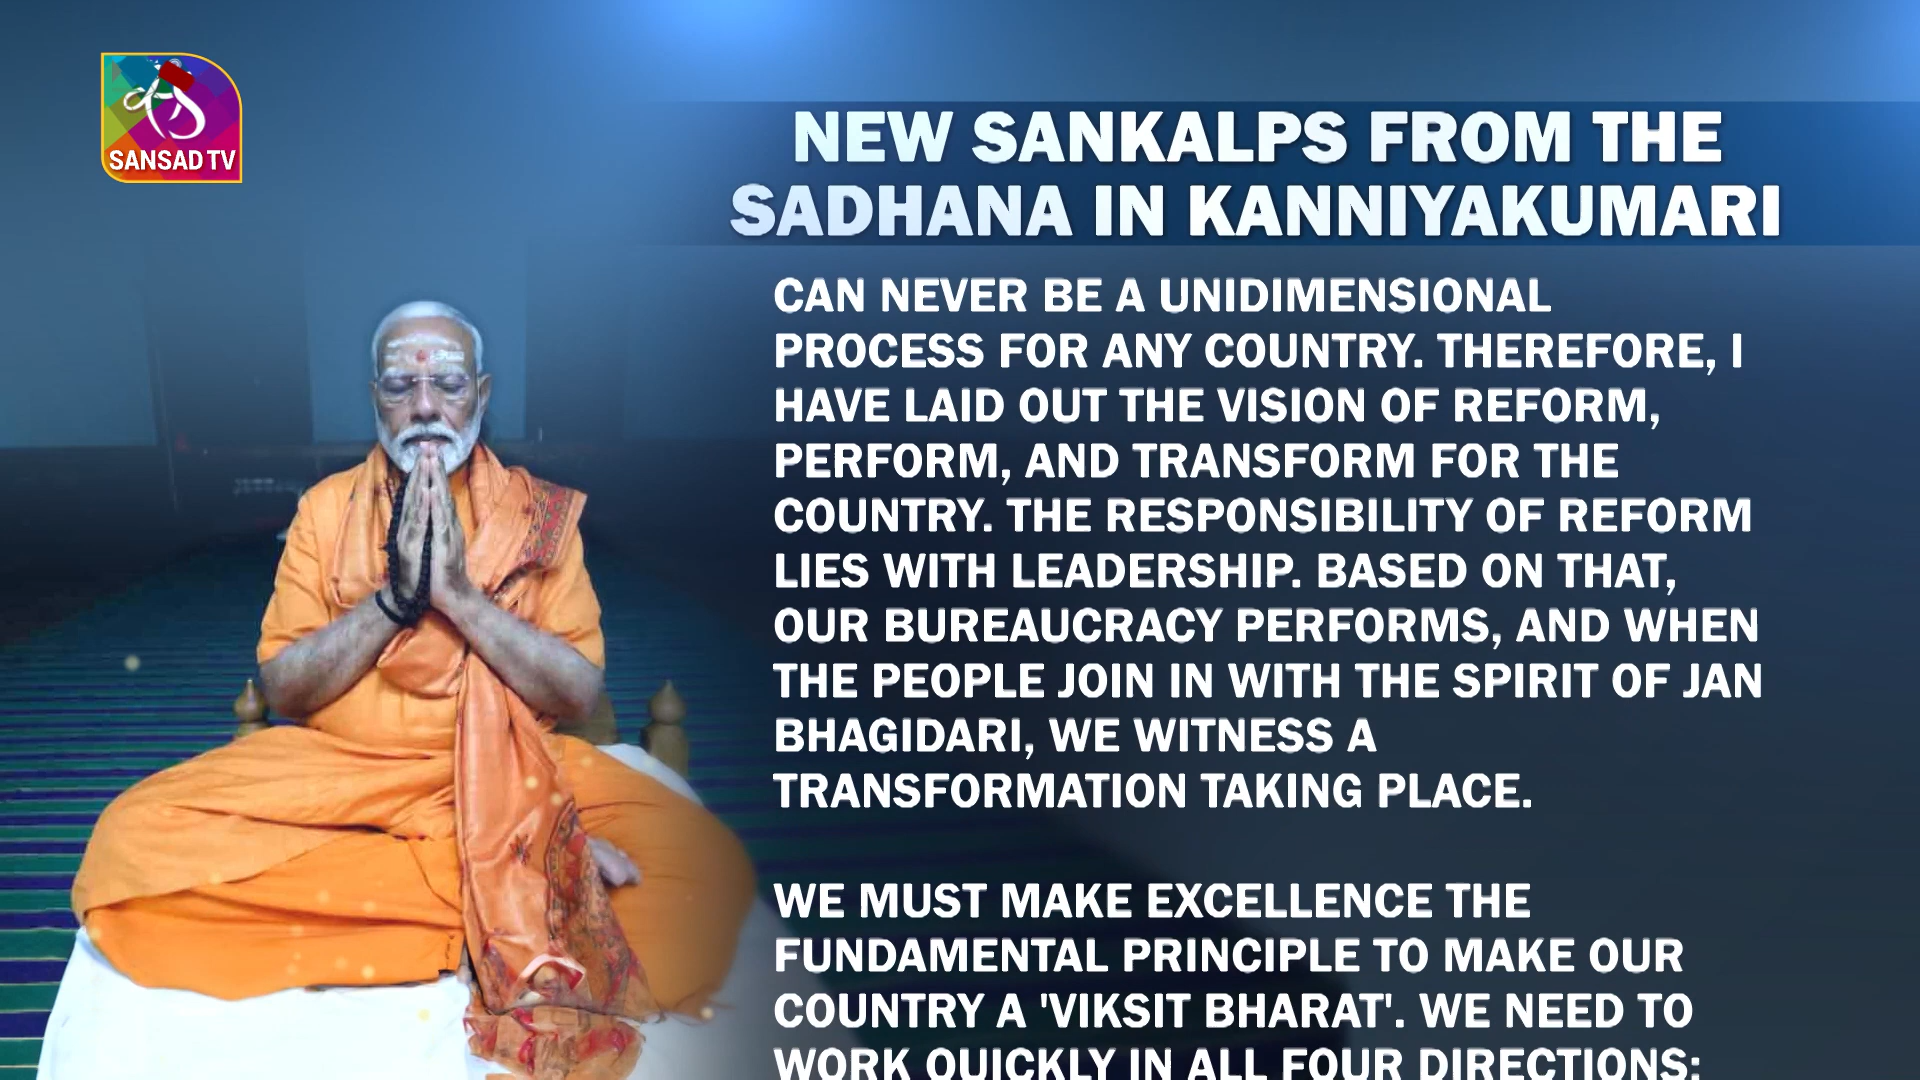 SANSAD TV
NEW SANKALPS FROM THE
SADHANA IN KANNIYAKUMARI
CAN NEVER BE A UNIDIMENSIONAL
PROCESS FOR ANY COUNTRY. THEREFORE, I
HAVE LAID OUT THE VISION OF REFORM,
PERFORM, AND TRANSFORM FOR THE
COUNTRY. THE RESPONSIBILITY OF REFORM
LIES WITH LEADERSHIP. BASED ON THAT,
OUR BUREAUCRACY PERFORMS, AND WHEN
THE PEOPLE JOIN IN WITH THE SPIRIT OF JAN
BHAGIDARI, WE WITNESS A
TRANSFORMATION TAKING PLACE.
WE MUST MAKE EXCELLENCE THE
FUNDAMENTAL PRINCIPLE TO MAKE OUR
COUNTRY A 'VIKSIT BHARAT'. WE NEED TO
WORK QUICKLY IN ALL FOUR DIRECTIONS: